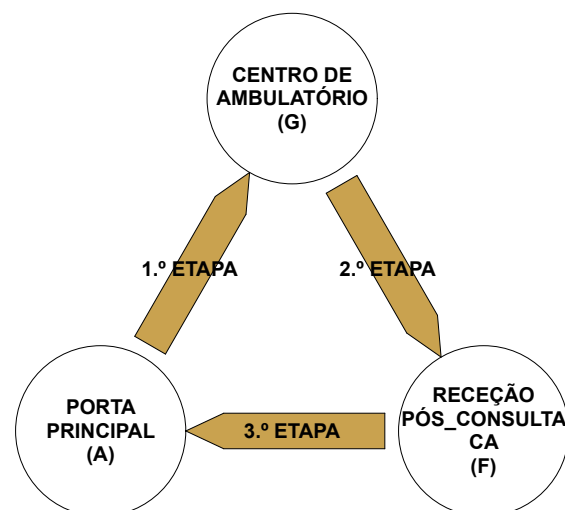 CENTRO DE
AMBULATÓRIO
(G)
1.º ETAPA
2.º ETAPA
PORTA
PRINCIPAL
(A)
3.º ETAPA
RECEÇÃO
PÓS_CONSULTA
CA
(F)